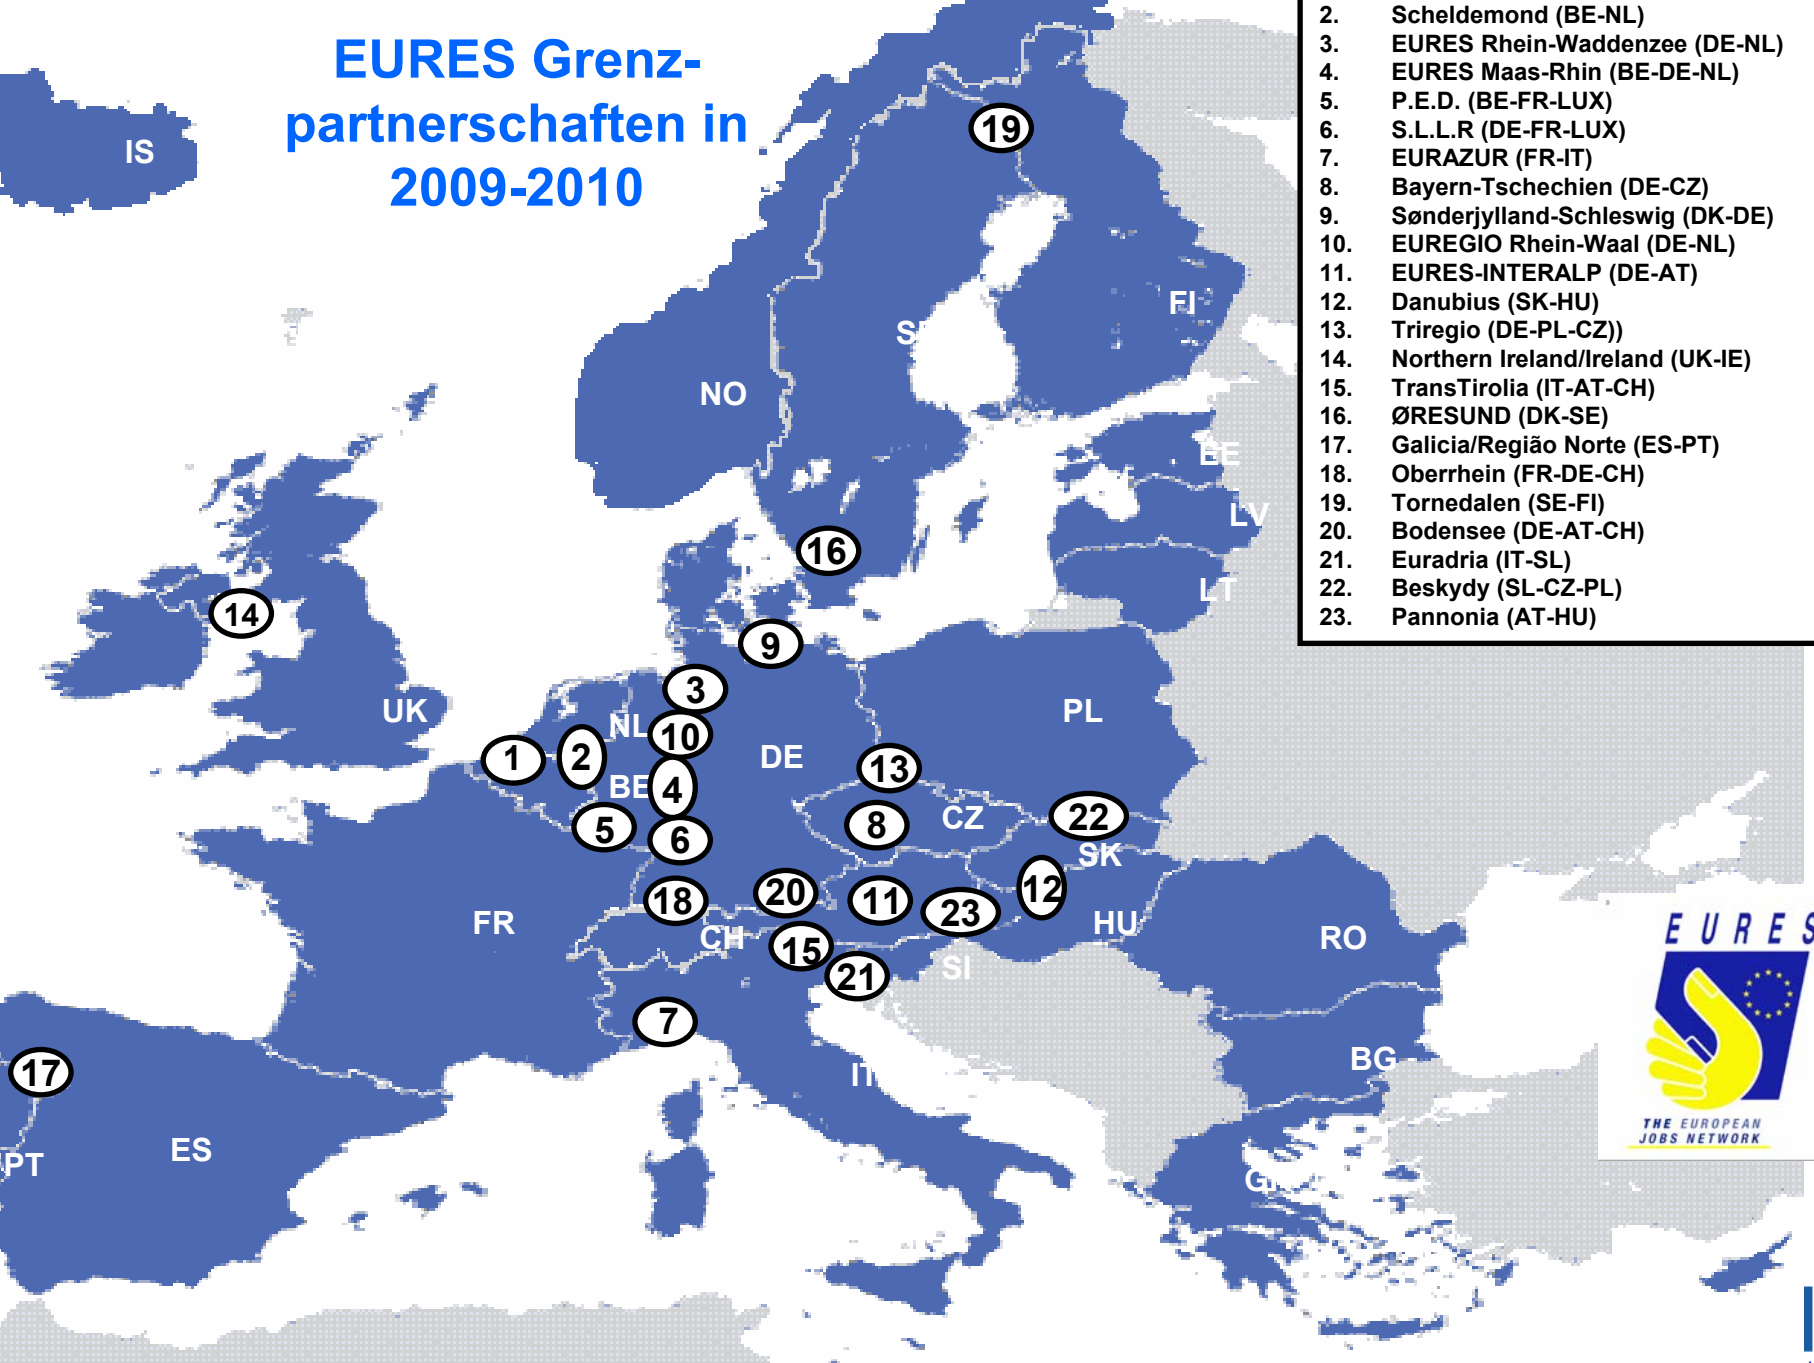 EURES Grenz-
partnerschaften in
2009-2010
2. Scheldemond (BE-NL)
3. EURES Rhein-Waddenzee (DE-NL)
4. EURES Maas-Rhin (BE-DE-NL)
5. P.E.D. (BE-FR-LUX)
6. S.L.L.R (DE-FR-LUX)
7. EURAZUR (FR-IT)
8. Bayern-Tschechien (DE-CZ)
9. Sønderjylland-Schleswig (DK-DE)
10. EUREGIO Rhein-Waal (DE-NL)
11. EURES-INTERALP (DE-AT)
12. Danubius (SK-HU)
13. Triregio (DE-PL-CZ))
14. Northern Ireland/Ireland (UK-IE)
15. TransTirolia (IT-AT-CH)
16. ØRESUND (DK-SE)
17. Galicia/Região Norte (ES-PT)
18. Oberrhein (FR-DE-CH)
19. Tornedalen (SE-FI)
20. Bodensee (DE-AT-CH)
21. Euradria (IT-SL)
22. Beskydy (SL-CZ-PL)
23. Pannonia (AT-HU)
IS
19
FI
NO
EE
LV
16
LT
14
9
3
UK
NL
PL
10
1
2
DE
13
BE
4
22
CZ
5
8
6
SK
20
12
18
11
23
FR
CH
HU
RO
15
SI
21
7
IT
BG
17
ES
PT
EURES
THE EUROPEAN
JOBS NETWORK